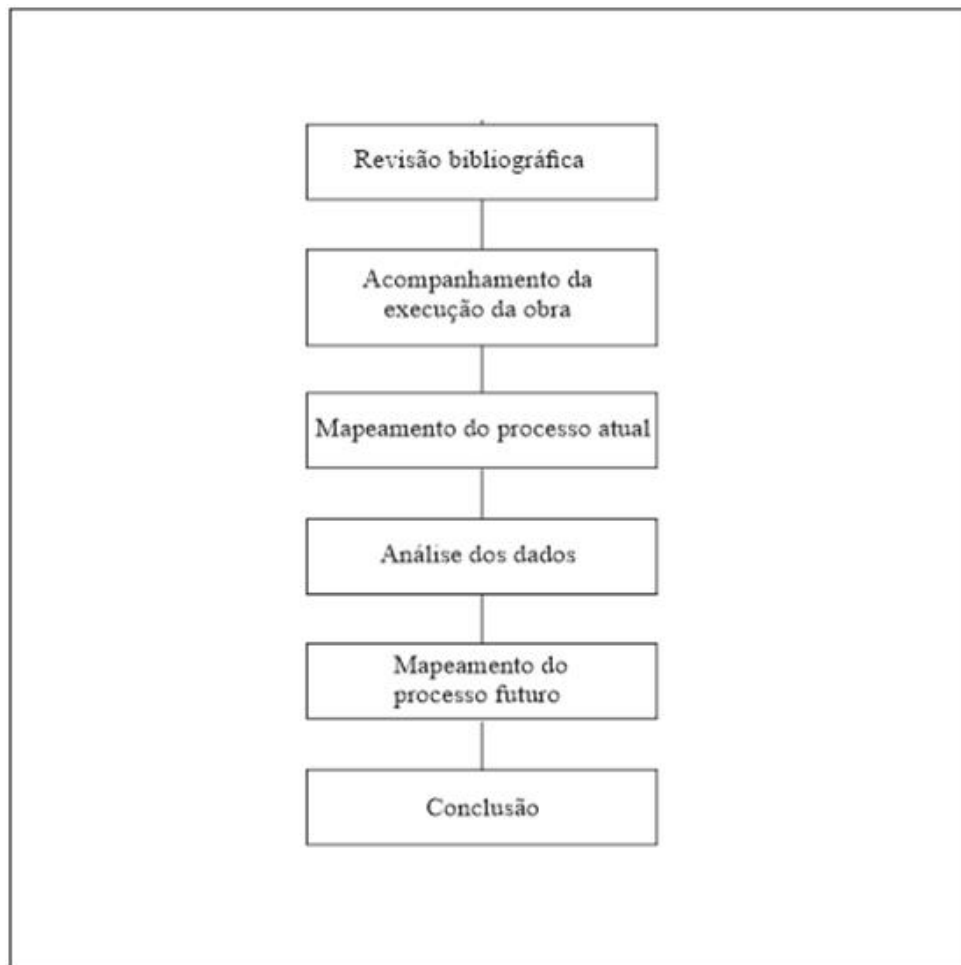 Revisão bibliográfica
Acompanhamento da
execução da obra
Mapeamento do processo atual
Análise dos dados
Mapeamento do
processo futuro
Conclusão